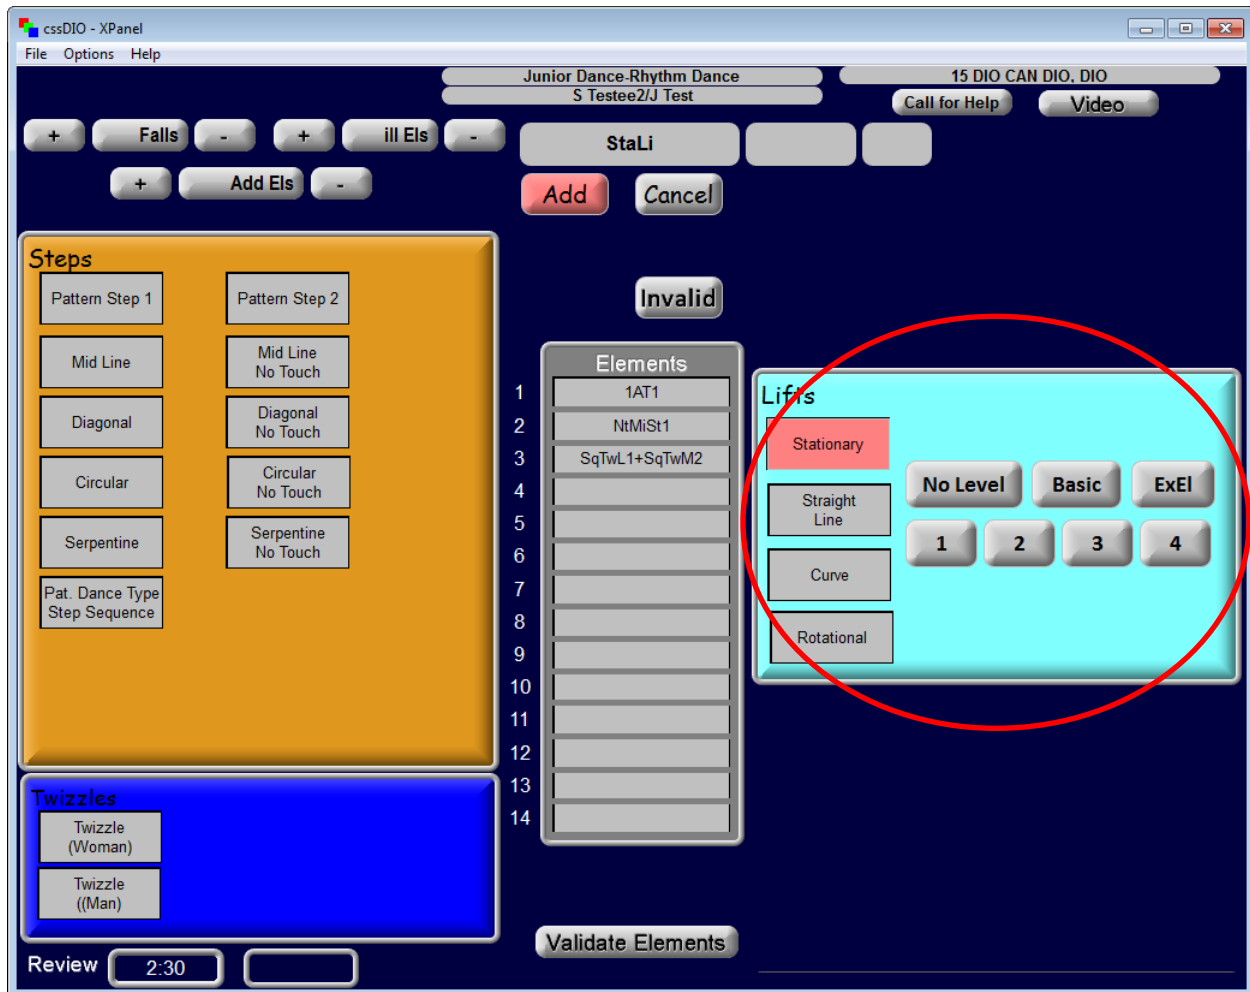 cssDIO - XPanel
File Options Help
Junior Dance-Rhythm Dance
15 DIO CAN DIO, DIO
S Testee2/J Test
Call for Help
Video
+ Falls - + ill Els -
StaLi
+ Add Els -
Add
Cancel
Steps
Pattern Step 1
Pattern Step 2
Mid Line
Mid Line
No Touch
Diagonal
Diagonal
No Touch
Circular
Circular
No Touch
Serpentine
Serpentine
No Touch
Pat. Dance Type
Step Sequence
Invalid
Elements
1 1AT1
2 NtMiSt1
3 SqTwL1+SqTwM2
4
5
6
7
8
9
10
11
12
13
14
Lifts
Stationary
Straight
Line
Curve
Rotational
No Level Basic ExEl
1 2 3 4
Twizzles
Twizzle
(Woman)
Twizzle
((Man)
Validate Elements
Review 2:30